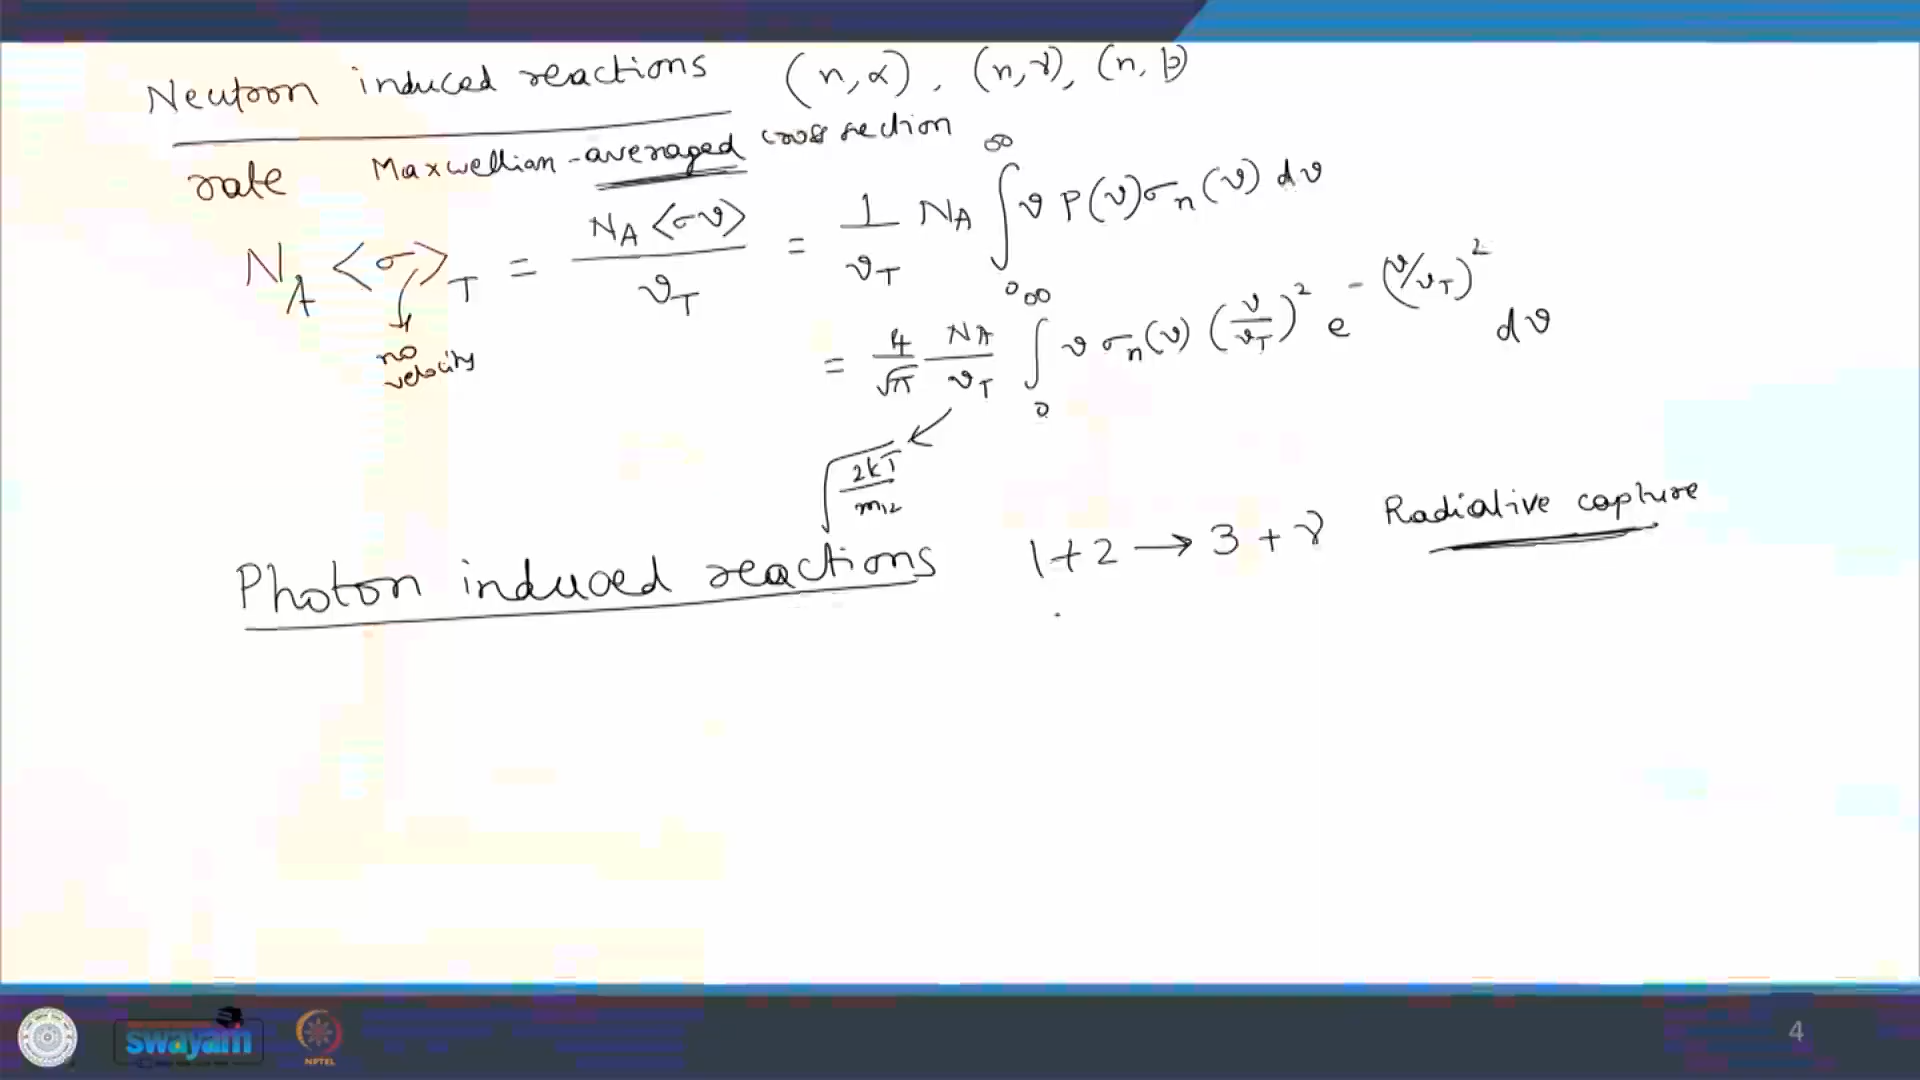 Neutron induced reactions (n,α), (n,γ), (n,p)
rate Maxwellian-averaged cross section
N_A <σ>_T = N_A <σv> / v_T = 1/v_T N_A ∫_0^∞ v P(v) σ_n(v) dv
no velocity
= 4/√π N_A/v_T ∫_0^∞ v σ_n(v) (v/v_T)^2 e^{-(v/v_T)^2} dv
√(2kT/m_12)
Photon induced reactions 1+2 → 3+γ Radiative capture
swayam
NPTEL
4